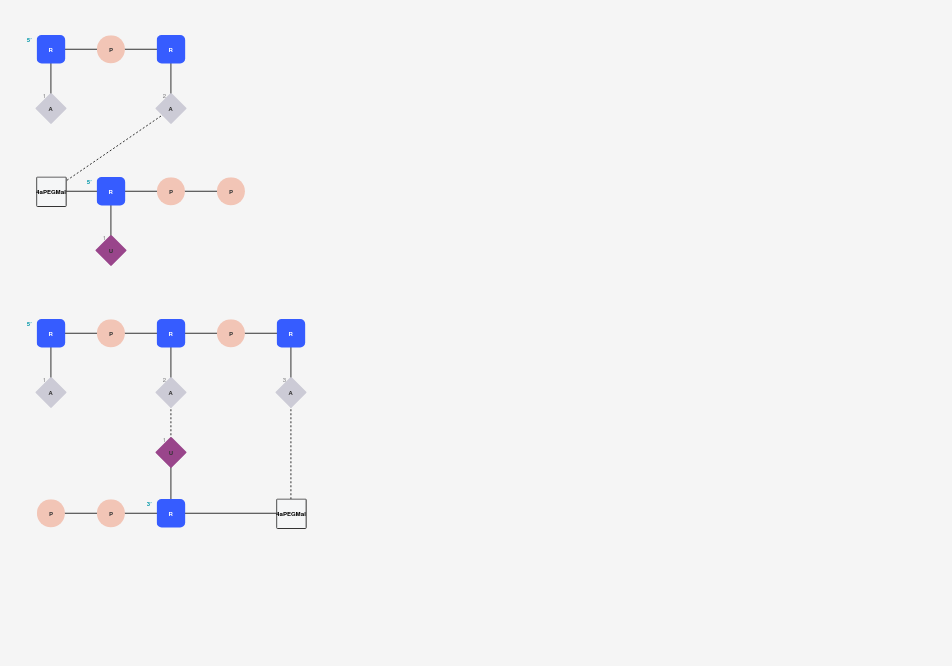 5'
R P R
1 2
A A
5'
4aPEGMal R P P
1
U
5'
R P R P R
1 2 3
A A A
1
U
3'
P P R 4aPEGMal